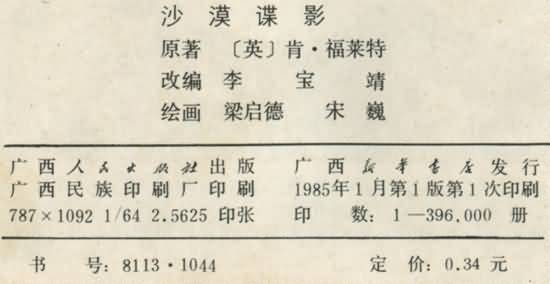 沙漠谍影
原著 〔英〕肯·福莱特
改编 李宝靖
绘画 梁启德 宋巍
广西人民出版社出版 广西新华书店发行
广西民族印刷厂印刷 1985年1月第1版第1次印刷
787×1092 1/64 2.5625 印张 印数：1—396,000 册
书号：8113·1044 定价：0.34 元